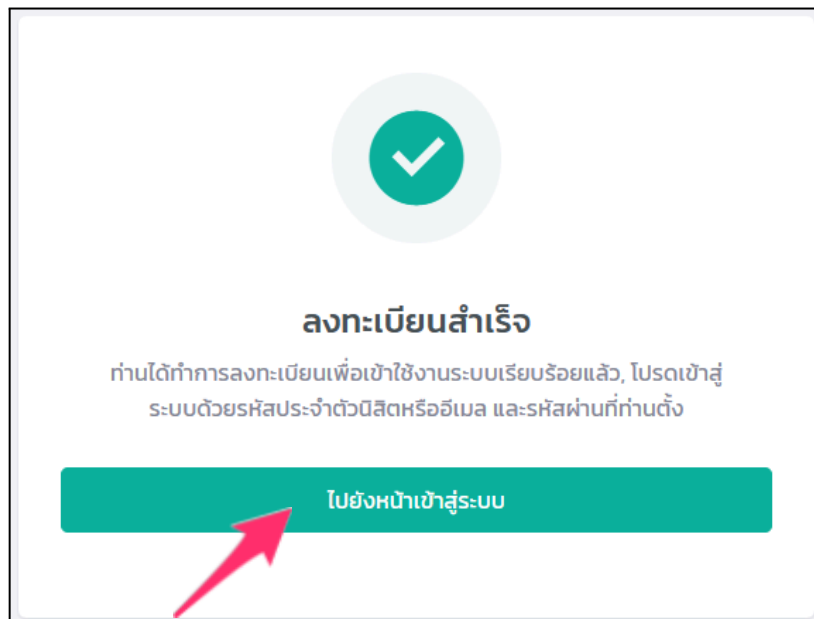 ลงทะเบียนสำเร็จ
ท่านได้ทำการลงทะเบียนเพื่อเข้าใช้งานระบบเรียบร้อยแล้ว, โปรดเข้าสู่
ระบบด้วยรหัสประจำตัวนิสิตหรืออีเมล และรหัสผ่านที่ท่านตั้ง
ไปยังหน้าเข้าสู่ระบบ